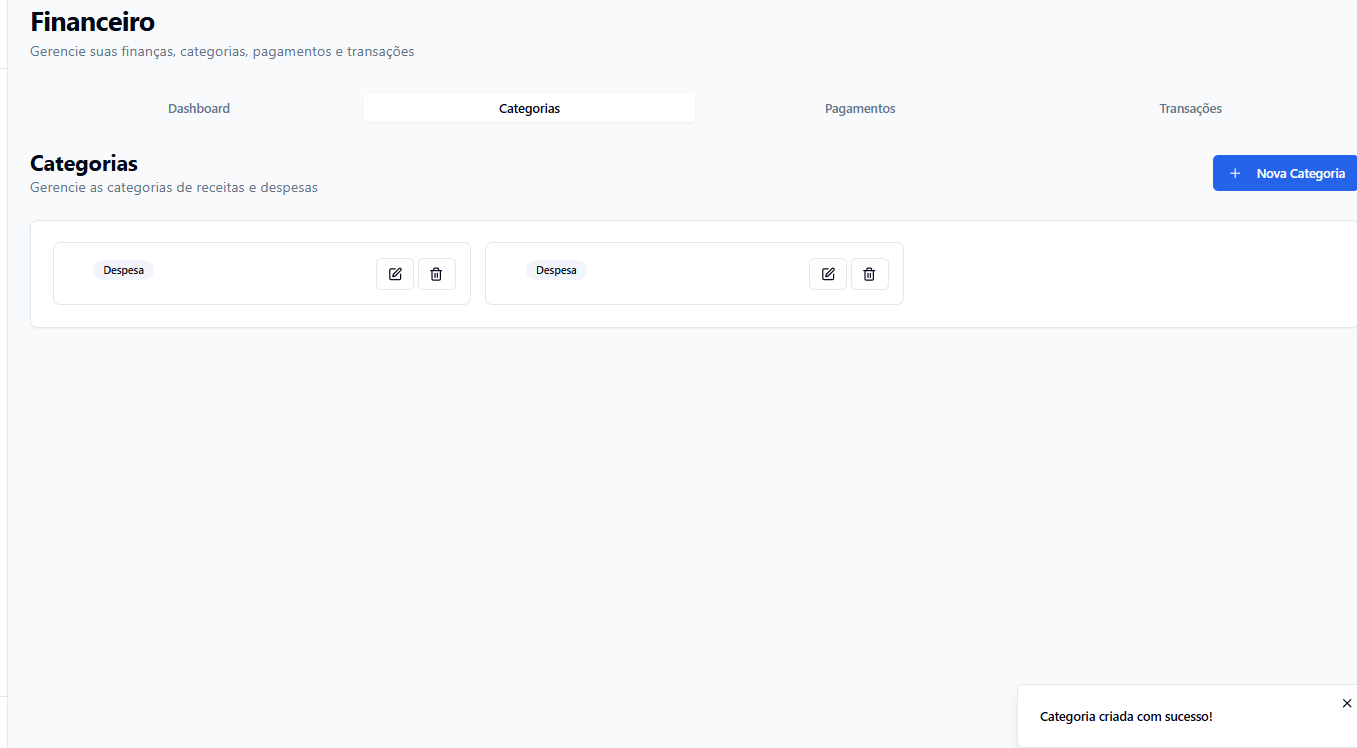 Financeiro
Gerencie suas finanças, categorias, pagamentos e transações
Dashboard Categorias Pagamentos Transações
Categorias
Gerencie as categorias de receitas e despesas
+ Nova Categoria
Despesa Despesa
Categoria criada com sucesso!